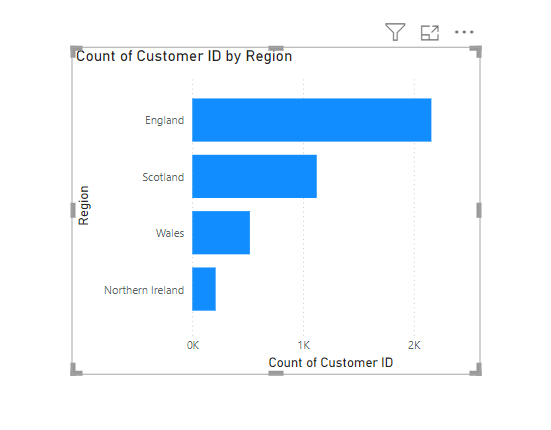 Count of Customer ID by Region
England
Scotland
Wales
Northern Ireland
Region
0K 1K 2K
Count of Customer ID